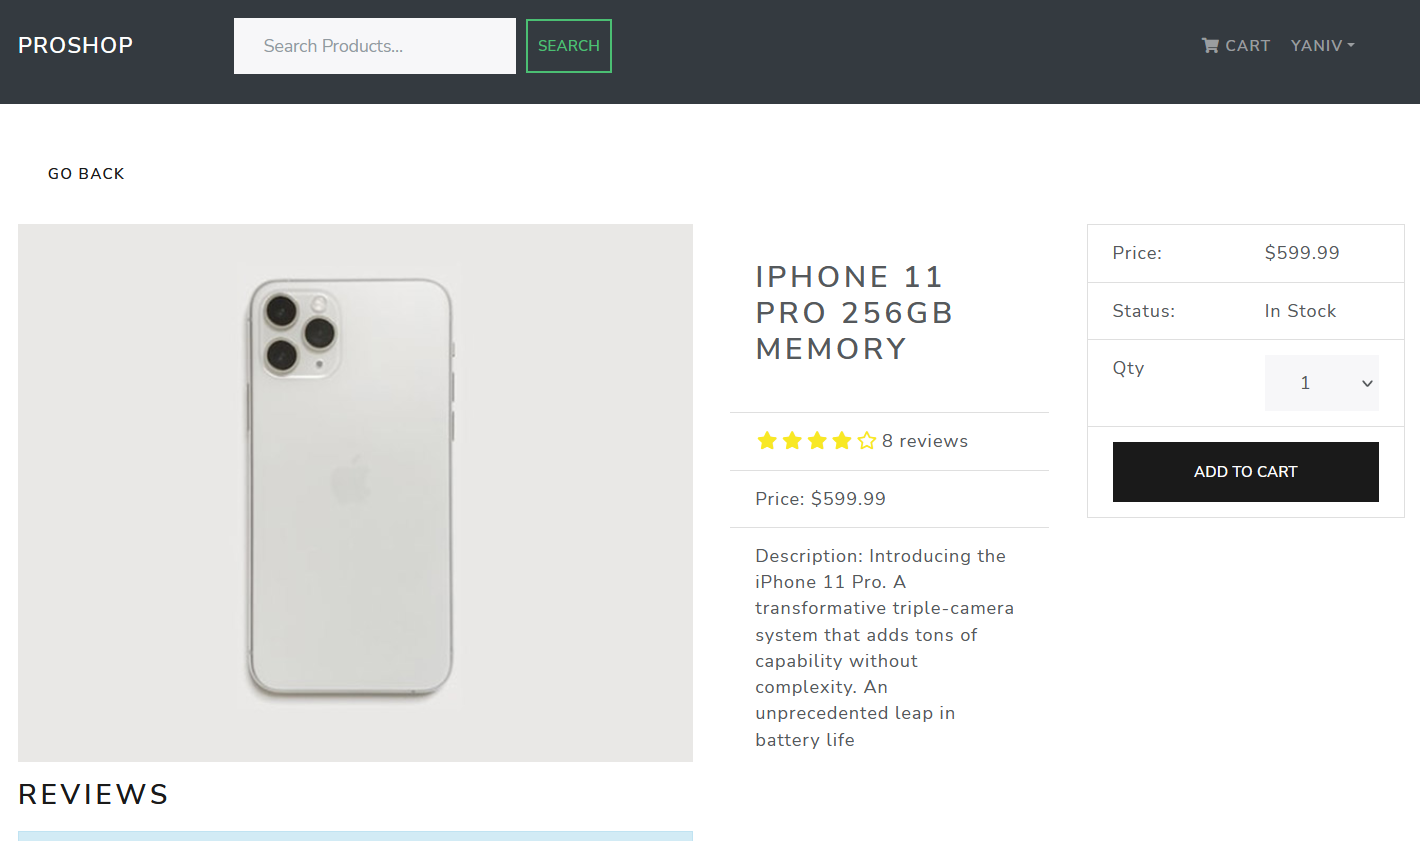 PROSHOP
Search Products...
SEARCH
CART
YANIV
GO BACK
IPHONE 11
PRO 256GB
MEMORY
8 reviews
Price: $599.99
Description: Introducing the
iPhone 11 Pro. A
transformative triple-camera
system that adds tons of
capability without
complexity. An
unprecedented leap in
battery life
Price: $599.99
Status: In Stock
Qty 1
ADD TO CART
REVIEWS